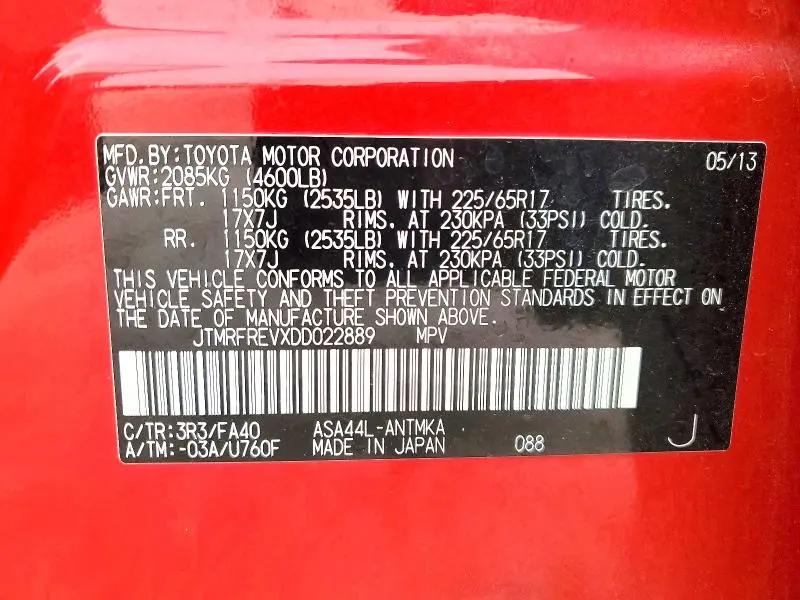 MFD.BY:TOYOTA MOTOR CORPORATION 05/13
GVWR:2085KG (4600LB)
GAWR:FRT. 1150KG (2535LB) WITH 225/65R17 TIRES.
17X7J RIMS. AT 230KPA (33PSI) COLD.
RR. 1150KG (2535LB) WITH 225/65R17 TIRES.
17X7J RIMS. AT 230KPA (33PSI) COLD.
THIS VEHICLE CONFORMS TO ALL APPLICABLE FEDERAL MOTOR
VEHICLE SAFETY AND THEFT PREVENTION STANDARDS IN EFFECT ON
THE DATE OF MANUFACTURE SHOWN ABOVE.
JTMRFREVXDD022889 MPV
C/TR:3R3/FA40 ASA44L-ANTMKA
A/TM:-03A/U760F MADE IN JAPAN 088 J